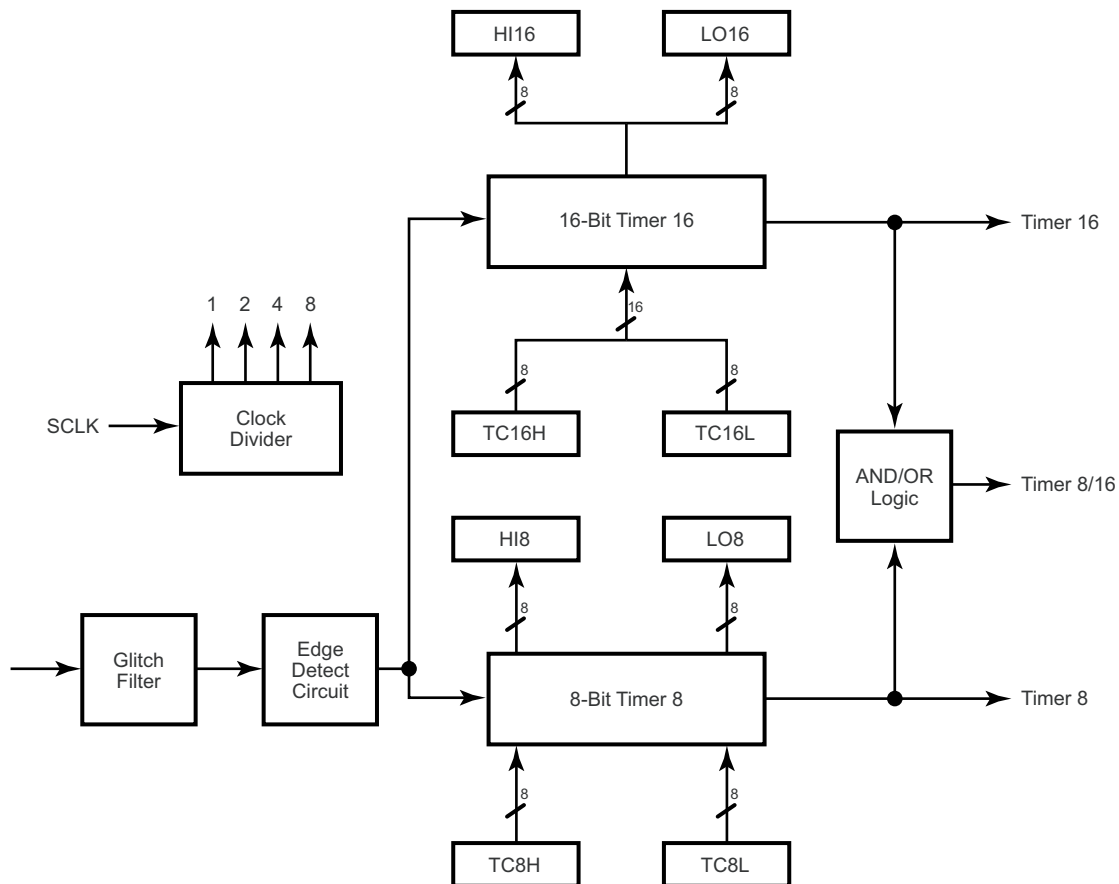 HI16
LO16
8
8
16-Bit Timer 16
Timer 16
16
1
2
4
8
8
8
SCLK
Clock
Divider
TC16H
TC16L
AND/OR
Logic
Timer 8/16
HI8
LO8
8
8
Glitch
Filter
Edge
Detect
Circuit
8-Bit Timer 8
Timer 8
8
8
TC8H
TC8L